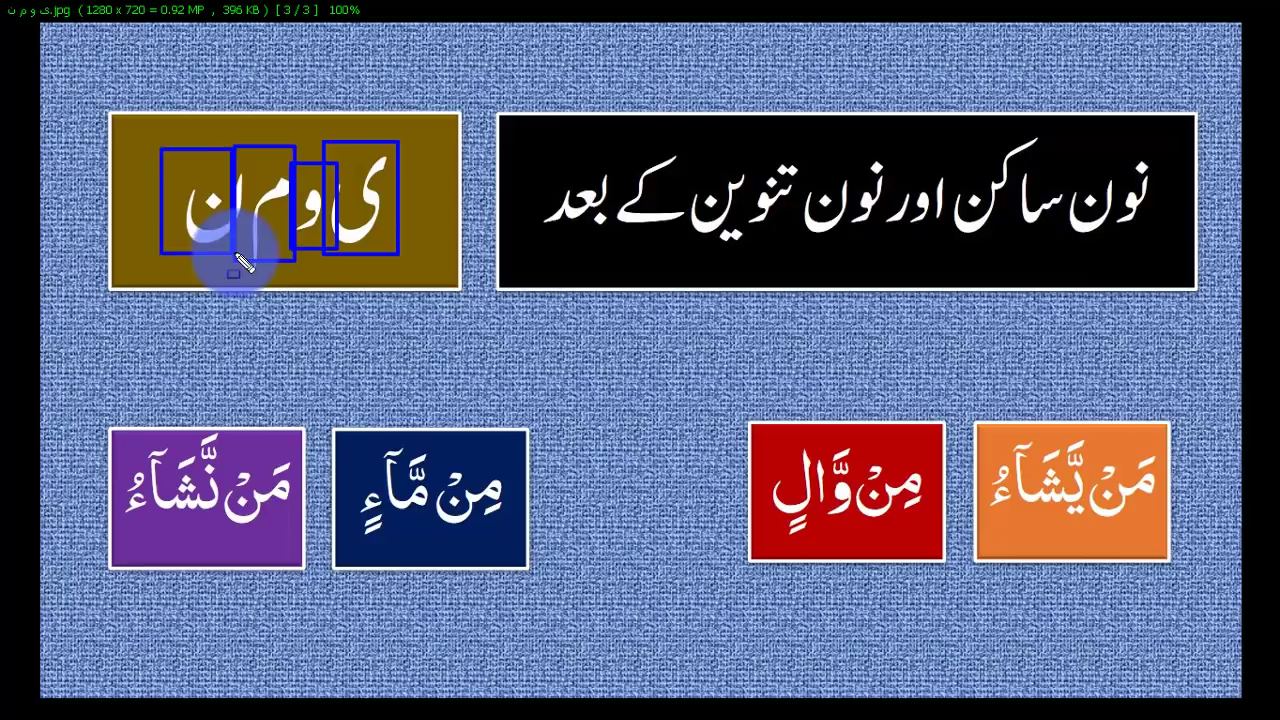 ی و م ن.jpg ( 1280 x 720 = 0.92 MP , 396 KB ) [ 3 / 3 ] 100%
نون ساکن اور نون تنوین کے بعد
ی و م ن
مَنْ یَّشَآءُ
مِنْ وَّالٍ
مِنْ مَّآءٍ
مَنْ نَّشَآءُ